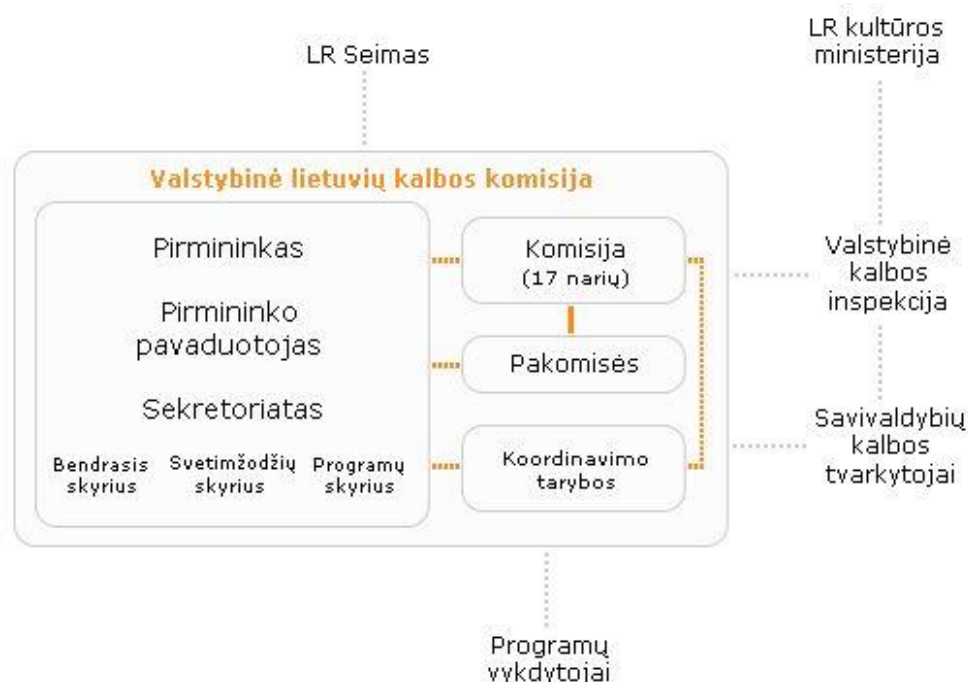 LR Seimas
LR kultūros
ministerija
Valstybinė lietuvių kalbos komisija
Pirmininkas
Pirmininko
pavaduotojas
Sekretoriatas
Bendrasis
skyrius
Svetimžodžių
skyrius
Programų
skyrius
Komisija
(17 narių)
Pakomisės
Koordinavimo
tarybos
Valstybinė
kalbos
inspekcija
Savivaldybių
kalbos
tvarkytojai
Programų
vykdytojai